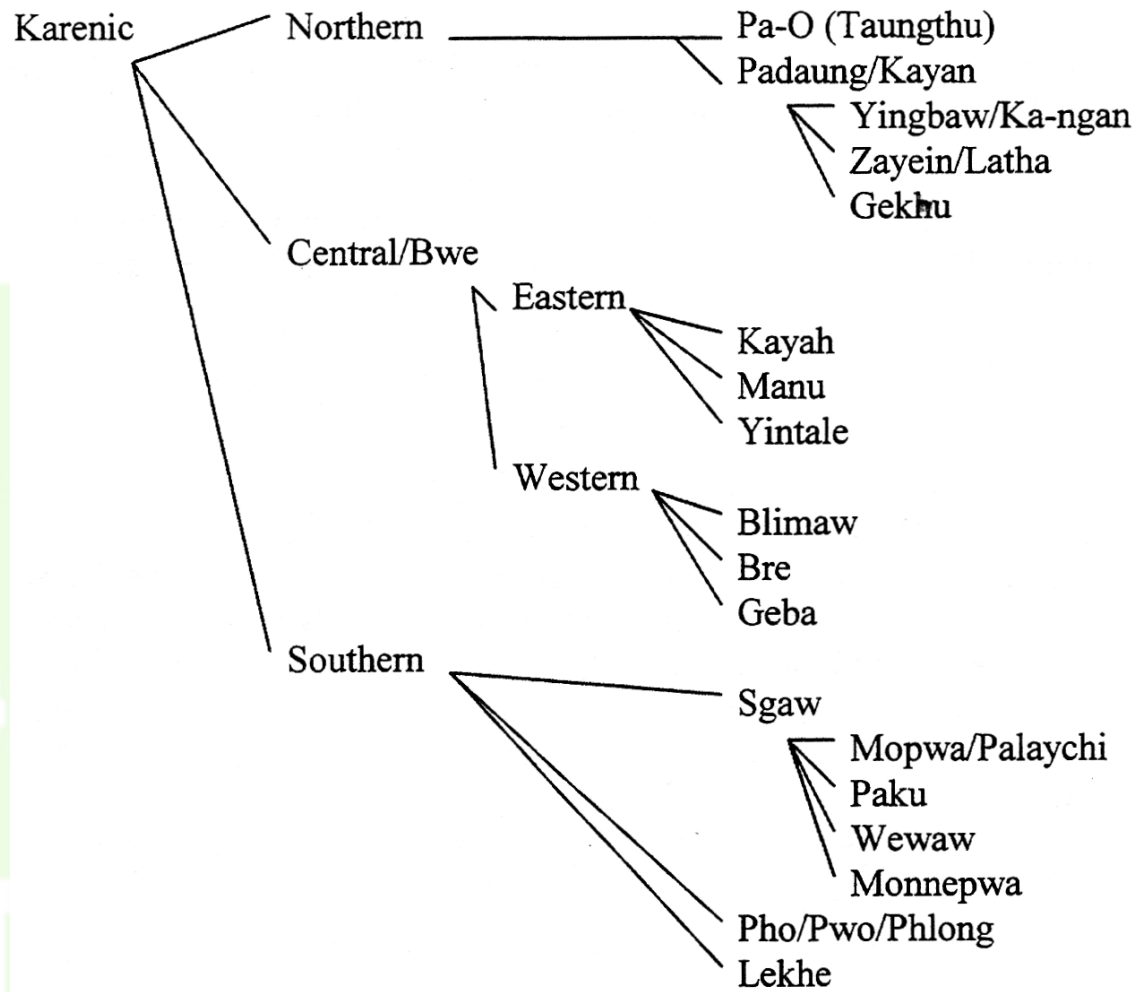 Karenic Northern Pa-O (Taungthu)
Padaung/Kayan
Yingbaw/Ka-ngan
Zayein/Latha
Gekhu
Central/Bwe
Eastern
Kayah
Manu
Yintale
Western
Blimaw
Bre
Geba
Southern
Sgaw
Mopwa/Palaychi
Paku
Wewaw
Monnepwa
Pho/Pwo/Phlong
Lekhe